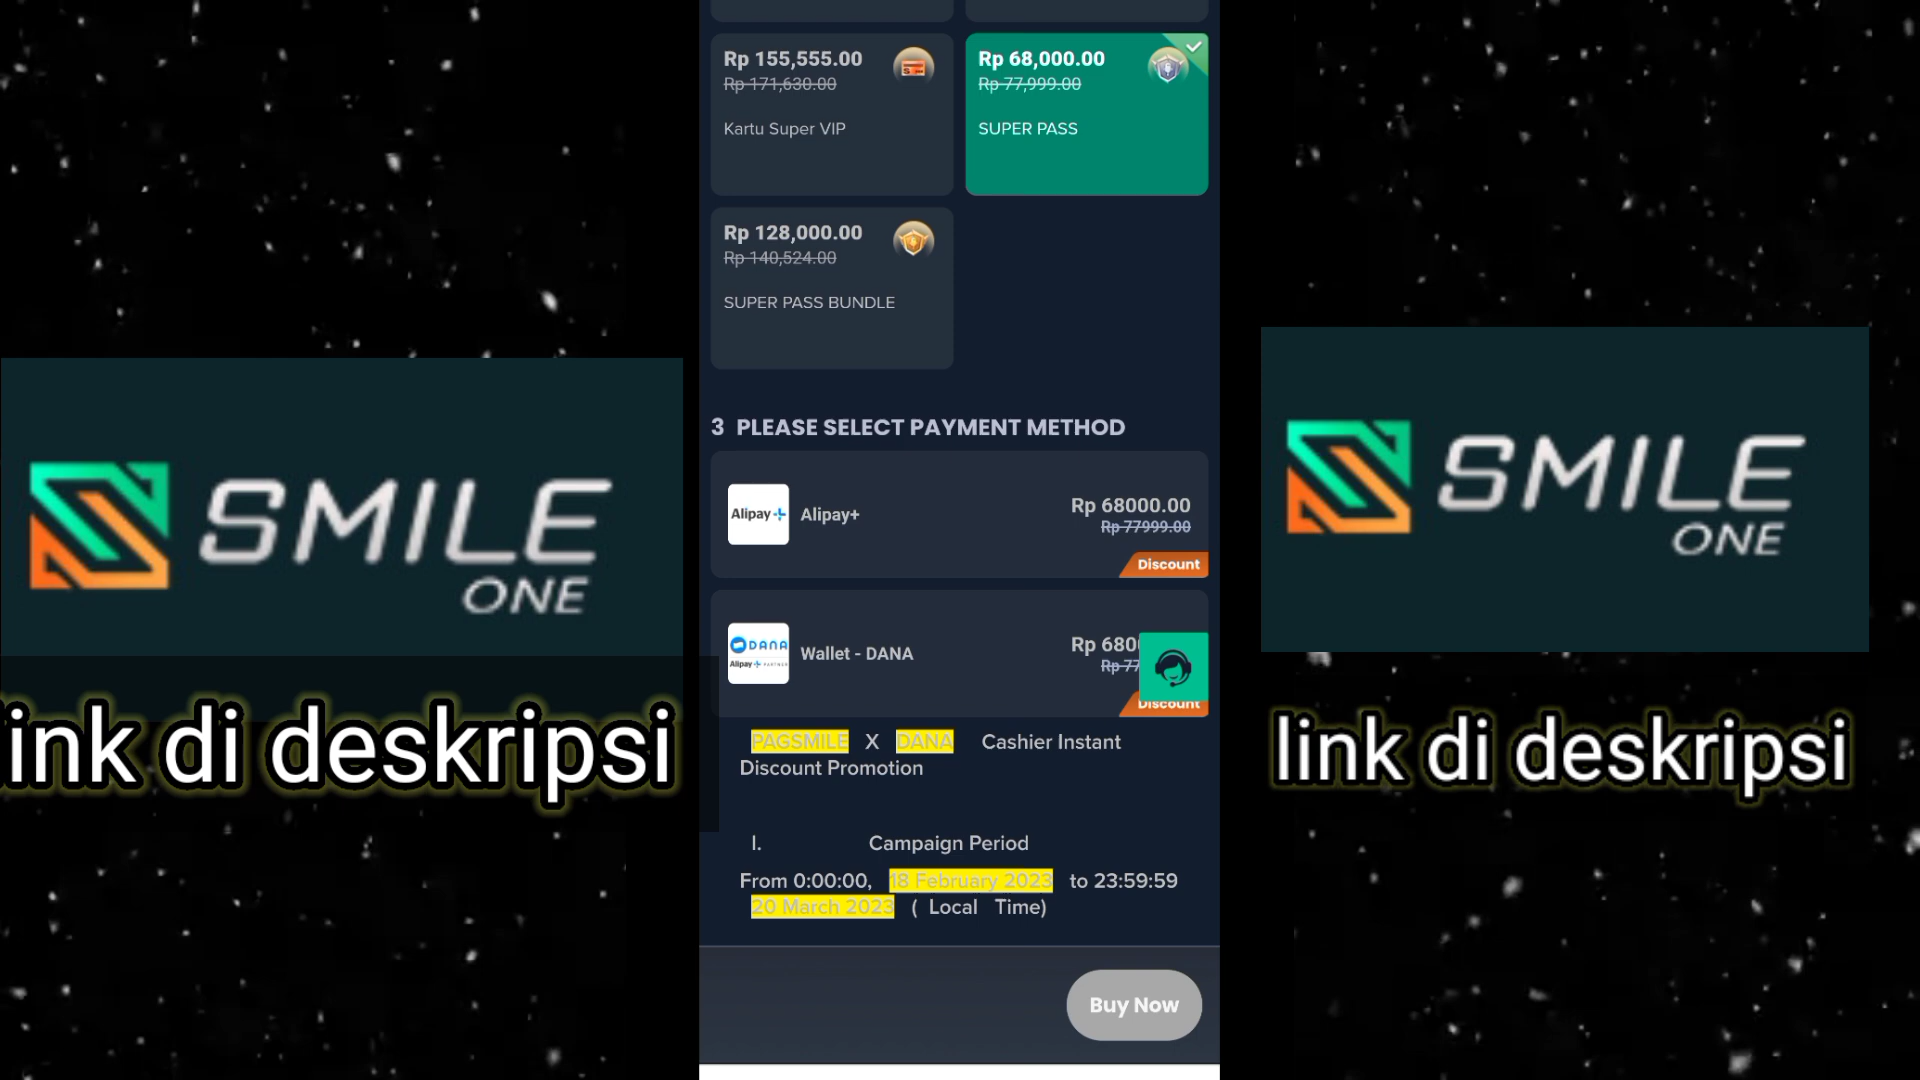 Rp 155,555.00
Rp 171,630.00
Kartu Super VIP
Rp 68,000.00
Rp 77,999.00
SUPER PASS
Rp 128,000.00
Rp 140,524.00
SUPER PASS BUNDLE
3 PLEASE SELECT PAYMENT METHOD
Alipay+
Alipay+
Rp 68000.00
Rp 77999.00
Discount
DANA
Alipay+ PARTNER
Wallet - DANA
Rp 680
Rp 77
Discount
PAGSMILE X DANA Cashier Instant
Discount Promotion
I. Campaign Period
From 0:00:00, 18 February 2023 to 23:59:59
20 March 2023 ( Local Time)
Buy Now
SMILE
ONE
ink di deskripsi
SMILE
ONE
link di deskripsi